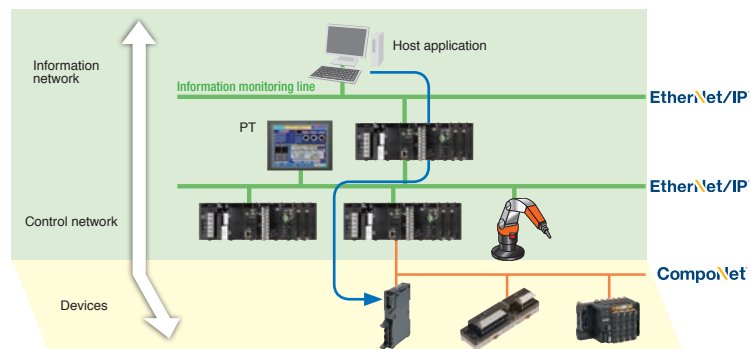 Host application
Information
network
Information monitoring line
EtherNet/IP
PT
EtherNet/IP
Control network
CompoNet
Devices